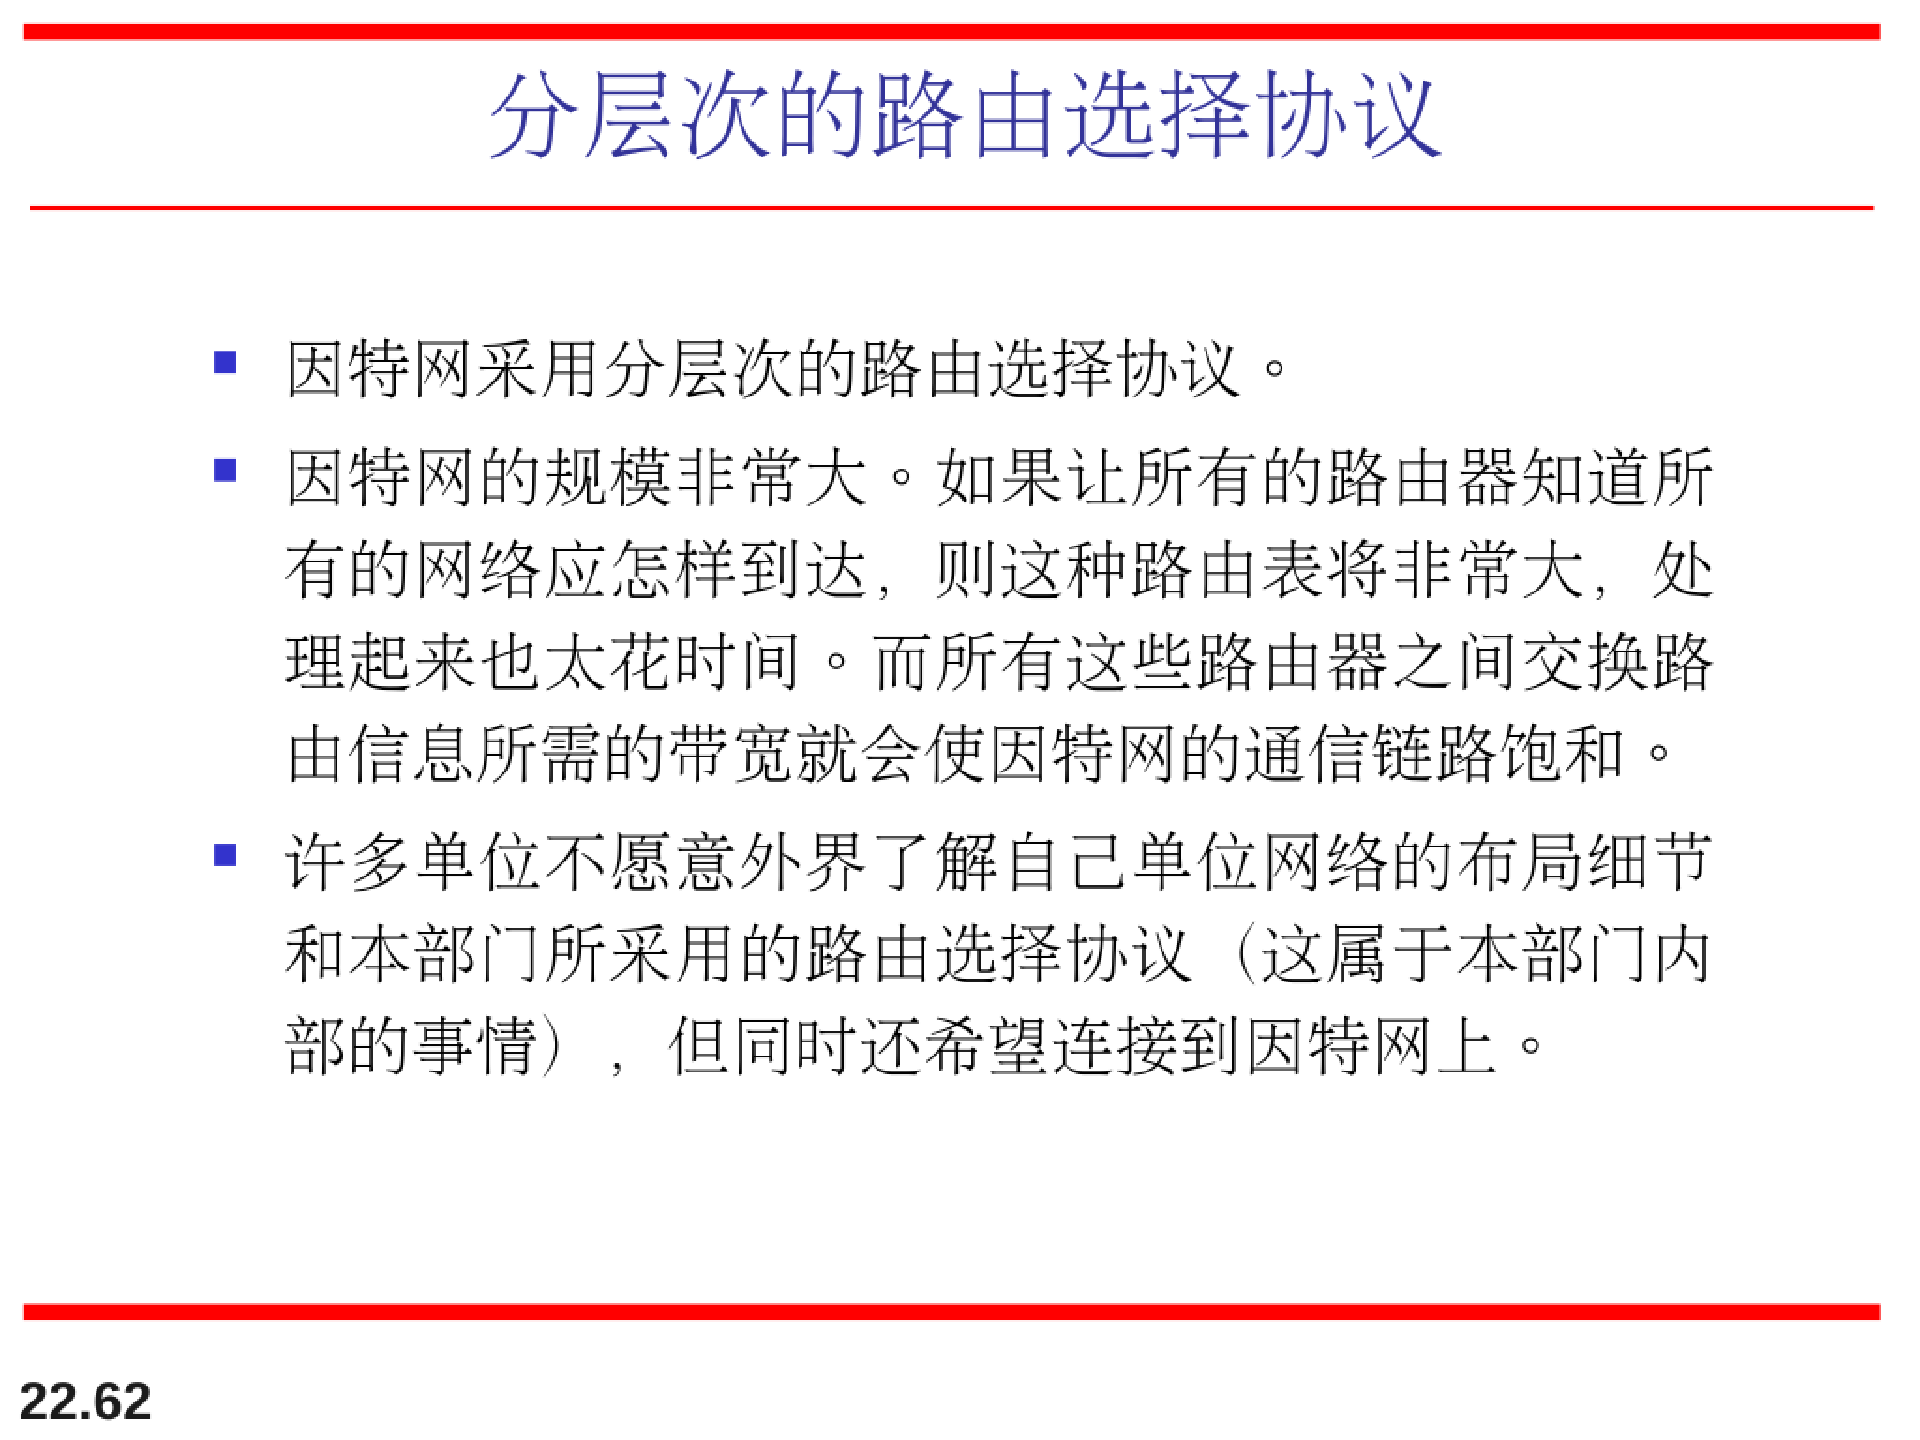 分层次的路由选择协议
因特网采用分层次的路由选择协议。
因特网的规模非常大。如果让所有的路由器知道所
有的网络应怎样到达，则这种路由表将非常大，处
理起来也太花时间。而所有这些路由器之间交换路
由信息所需的带宽就会使因特网的通信链路饱和。
许多单位不愿意外界了解自己单位网络的布局细节
和本部门所采用的路由选择协议（这属于本部门内
部的事情），但同时还希望连接到因特网上。
22.62